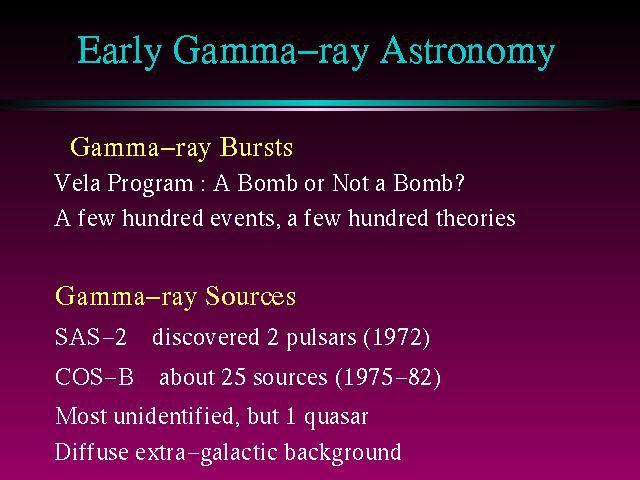 Early Gamma–ray Astronomy
Gamma–ray Bursts
Vela Program : A Bomb or Not a Bomb?
A few hundred events, a few hundred theories
Gamma–ray Sources
SAS–2 discovered 2 pulsars (1972)
COS–B about 25 sources (1975–82)
Most unidentified, but 1 quasar
Diffuse extra–galactic background